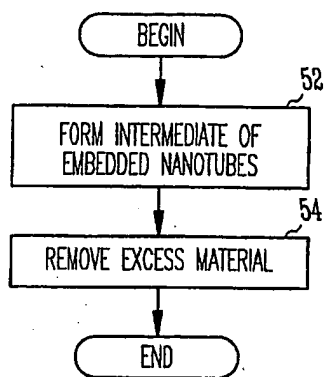 BEGIN
52
FORM INTERMEDIATE OF
EMBEDDED NANOTUBES
54
REMOVE EXCESS MATERIAL
END